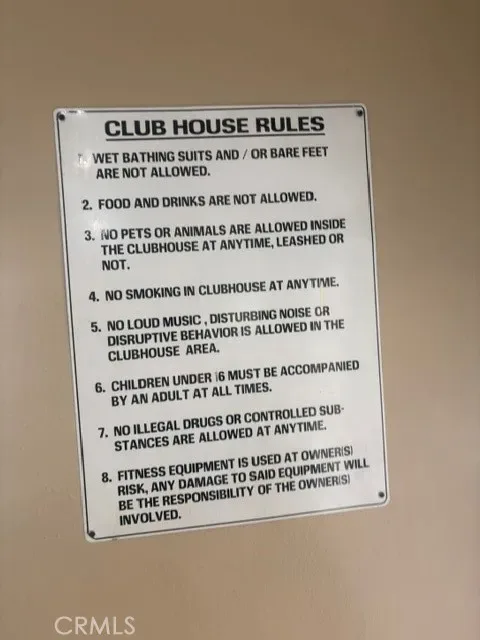 CLUB HOUSE RULES
1. WET BATHING SUITS AND / OR BARE FEET
ARE NOT ALLOWED.
2. FOOD AND DRINKS ARE NOT ALLOWED.
3. NO PETS OR ANIMALS ARE ALLOWED INSIDE
THE CLUBHOUSE AT ANYTIME, LEASHED OR
NOT.
4. NO SMOKING IN CLUBHOUSE AT ANYTIME.
5. NO LOUD MUSIC, DISTURBING NOISE OR
DISRUPTIVE BEHAVIOR IS ALLOWED IN THE
CLUBHOUSE AREA.
6. CHILDREN UNDER 16 MUST BE ACCOMPANIED
BY AN ADULT AT ALL TIMES.
7. NO ILLEGAL DRUGS OR CONTROLLED SUB-
STANCES ARE ALLOWED AT ANYTIME.
8. FITNESS EQUIPMENT IS USED AT OWNER(S)
RISK, ANY DAMAGE TO SAID EQUIPMENT WILL
BE THE RESPONSIBILITY OF THE OWNER(S)
INVOLVED.
CRMLS